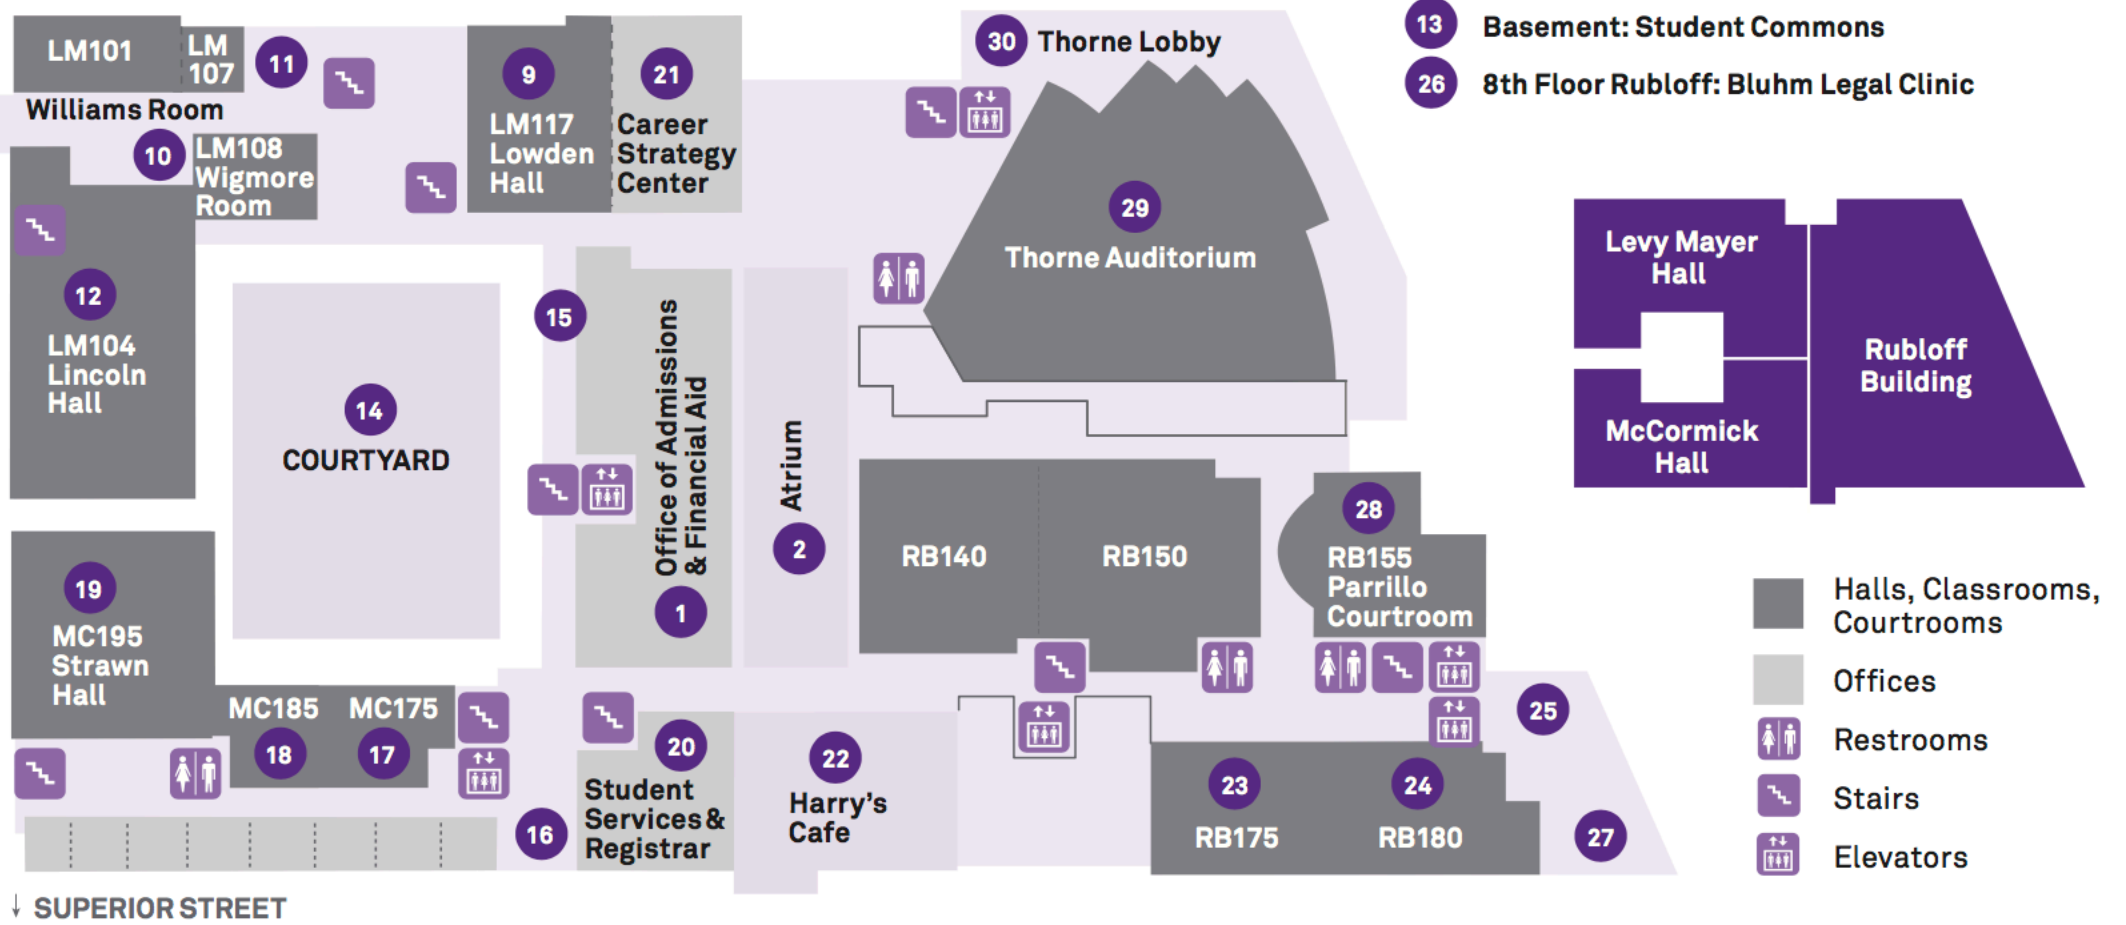 LM101
LM
107
11
Williams Room
10
LM108
Wigmore
Room
9
LM117
Lowden
Hall
21
Career
Strategy
Center
30 Thorne Lobby
29
Thorne Auditorium
13 Basement: Student Commons
26 8th Floor Rubloff: Bluhm Legal Clinic
Levy Mayer
Hall
Rubloff
Building
McCormick
Hall
12
LM104
Lincoln
Hall
14
COURTYARD
15
Office of Admissions
& Financial Aid
1
Atrium
2
RB140
RB150
28
RB155
Parrillo
Courtroom
19
MC195
Strawn
Hall
MC185
18
MC175
17
16
20
Student
Services &
Registrar
22
Harry’s
Cafe
23
RB175
24
RB180
25
27
Halls, Classrooms,
Courtrooms
Offices
Restrooms
Stairs
Elevators
↓ SUPERIOR STREET